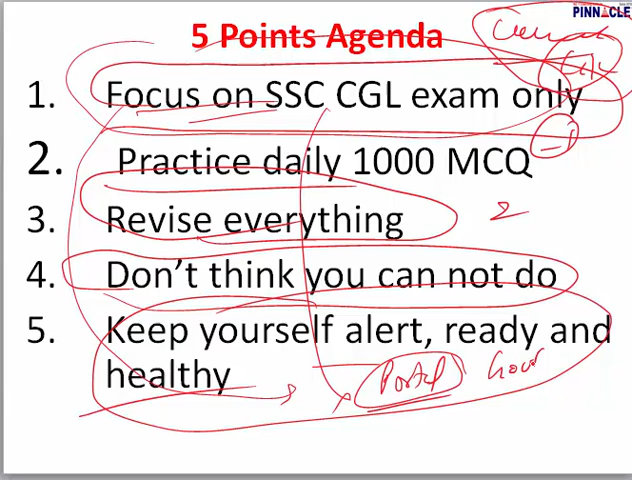 PINNACLE
5 Points Agenda
1. Focus on SSC CGL exam only
2. Practice daily 1000 MCQ
3. Revise everything
2
4. Don't think you can not do
5. Keep yourself alert, ready and
healthy